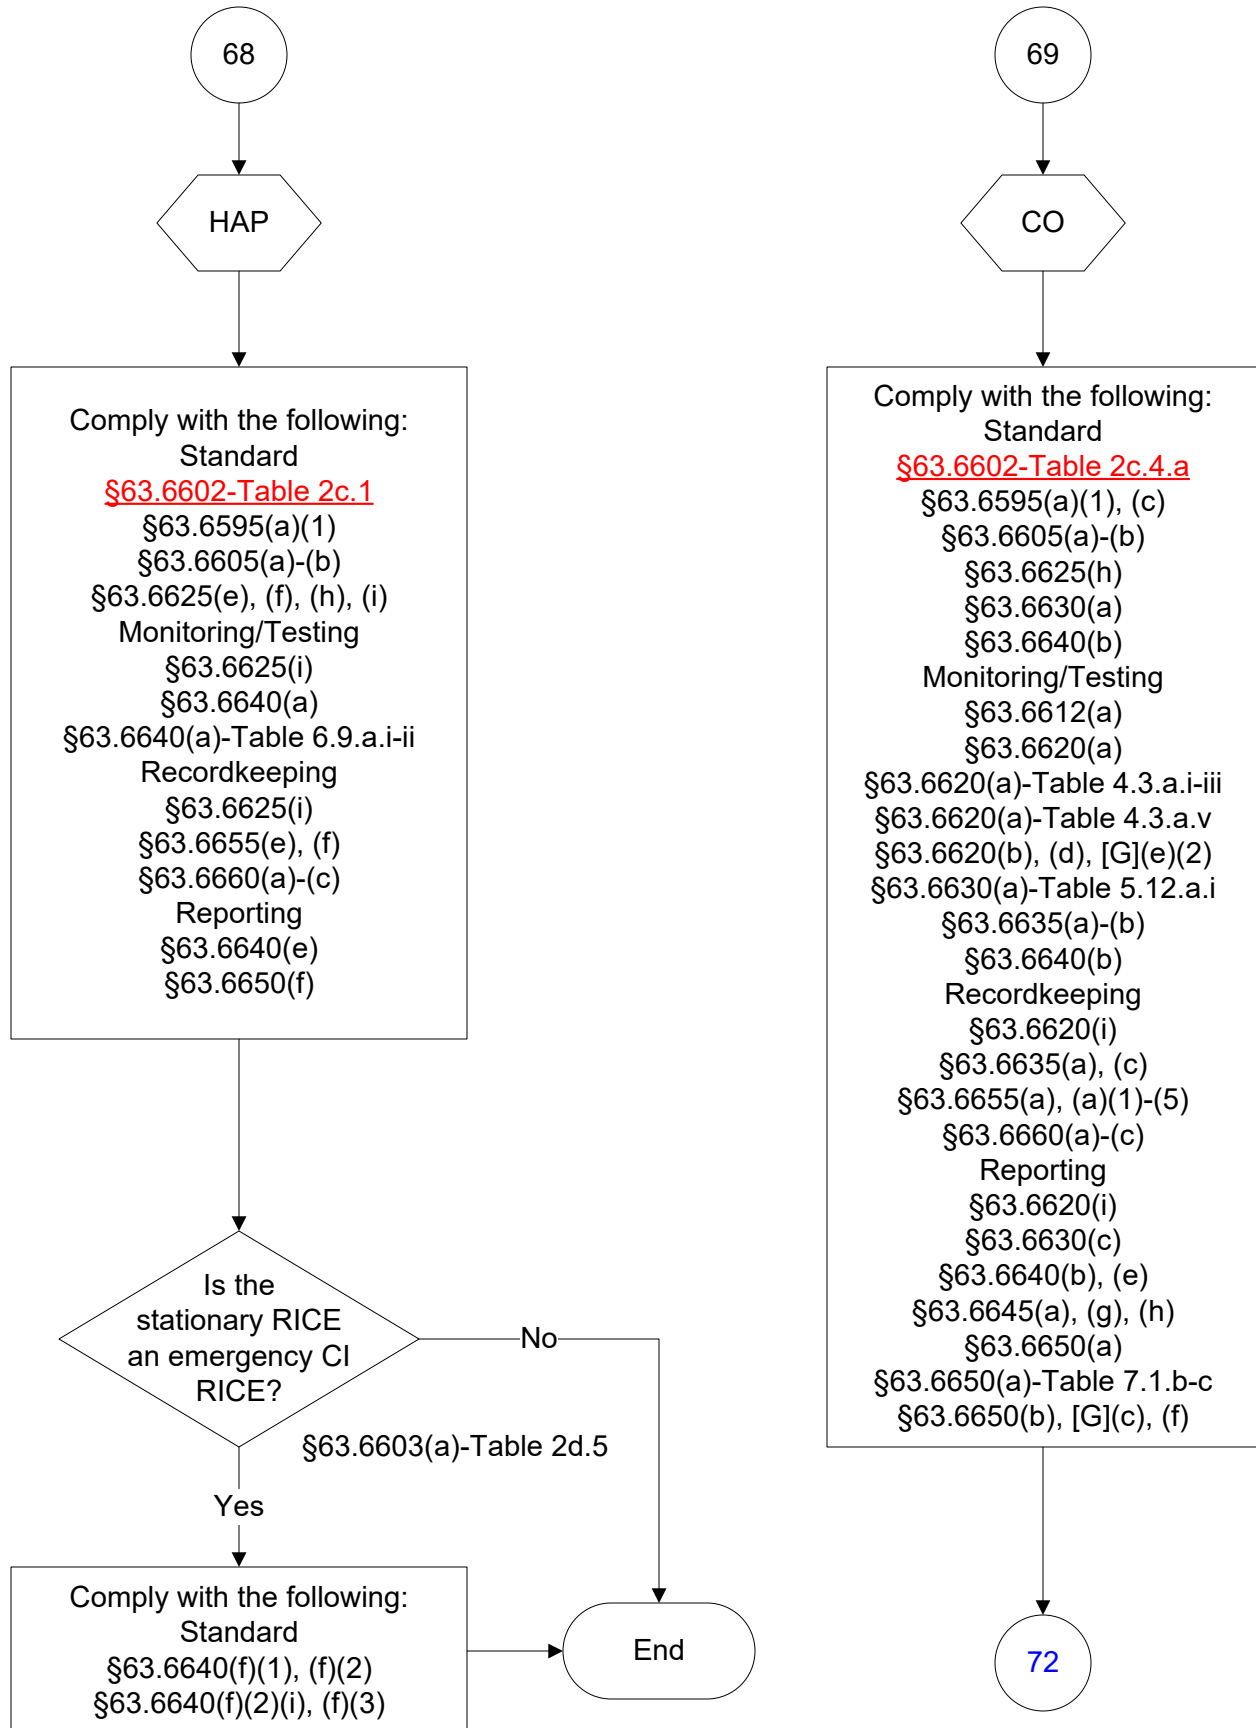 68
HAP
Comply with the following:
Standard
§63.6602-Table 2c.1
§63.6595(a)(1)
§63.6605(a)-(b)
§63.6625(e), (f), (h), (i)
Monitoring/Testing
§63.6625(i)
§63.6640(a)
§63.6640(a)-Table 6.9.a.i-ii
Recordkeeping
§63.6625(i)
§63.6655(e), (f)
§63.6660(a)-(c)
Reporting
§63.6640(e)
§63.6650(f)
Is the
stationary RICE
an emergency CI
RICE?
No
§63.6603(a)-Table 2d.5
Yes
Comply with the following:
Standard
§63.6640(f)(1), (f)(2)
§63.6640(f)(2)(i), (f)(3)
End
69
CO
Comply with the following:
Standard
§63.6602-Table 2c.4.a
§63.6595(a)(1), (c)
§63.6605(a)-(b)
§63.6625(h)
§63.6630(a)
§63.6640(b)
Monitoring/Testing
§63.6612(a)
§63.6620(a)
§63.6620(a)-Table 4.3.a.i-iii
§63.6620(a)-Table 4.3.a.v
§63.6620(b), (d), [G](e)(2)
§63.6630(a)-Table 5.12.a.i
§63.6635(a)-(b)
§63.6640(b)
Recordkeeping
§63.6620(i)
§63.6635(a), (c)
§63.6655(a), (a)(1)-(5)
§63.6660(a)-(c)
Reporting
§63.6620(i)
§63.6630(c)
§63.6640(b), (e)
§63.6645(a), (g), (h)
§63.6650(a)
§63.6650(a)-Table 7.1.b-c
§63.6650(b), [G](c), (f)
72